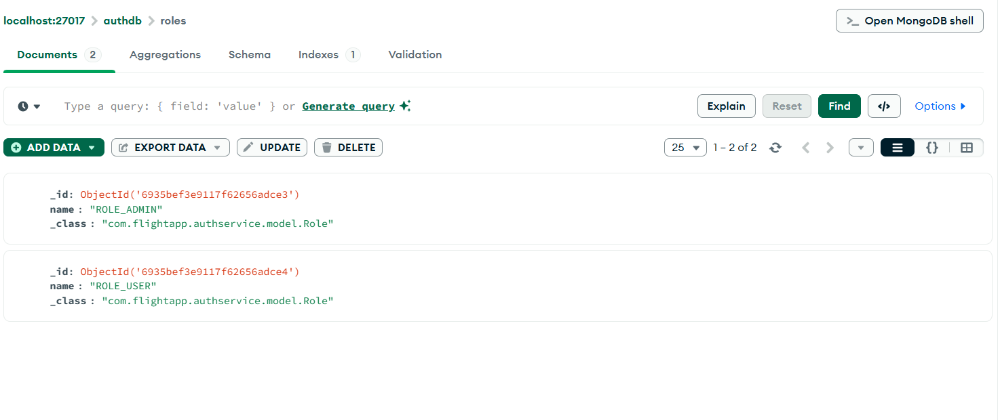 localhost:27017 > authdb > roles
>_ Open MongoDB shell
Documents 2 Aggregations Schema Indexes 1 Validation
Type a query: { field: 'value' } or Generate query
Explain Reset Find </> Options
ADD DATA EXPORT DATA UPDATE DELETE 25 1 – 2 of 2 {}
_id: ObjectId('6935bef3e9117f62656adce3')
name : "ROLE_ADMIN"
_class : "com.flightapp.authservice.model.Role"
_id: ObjectId('6935bef3e9117f62656adce4')
name : "ROLE_USER"
_class : "com.flightapp.authservice.model.Role"